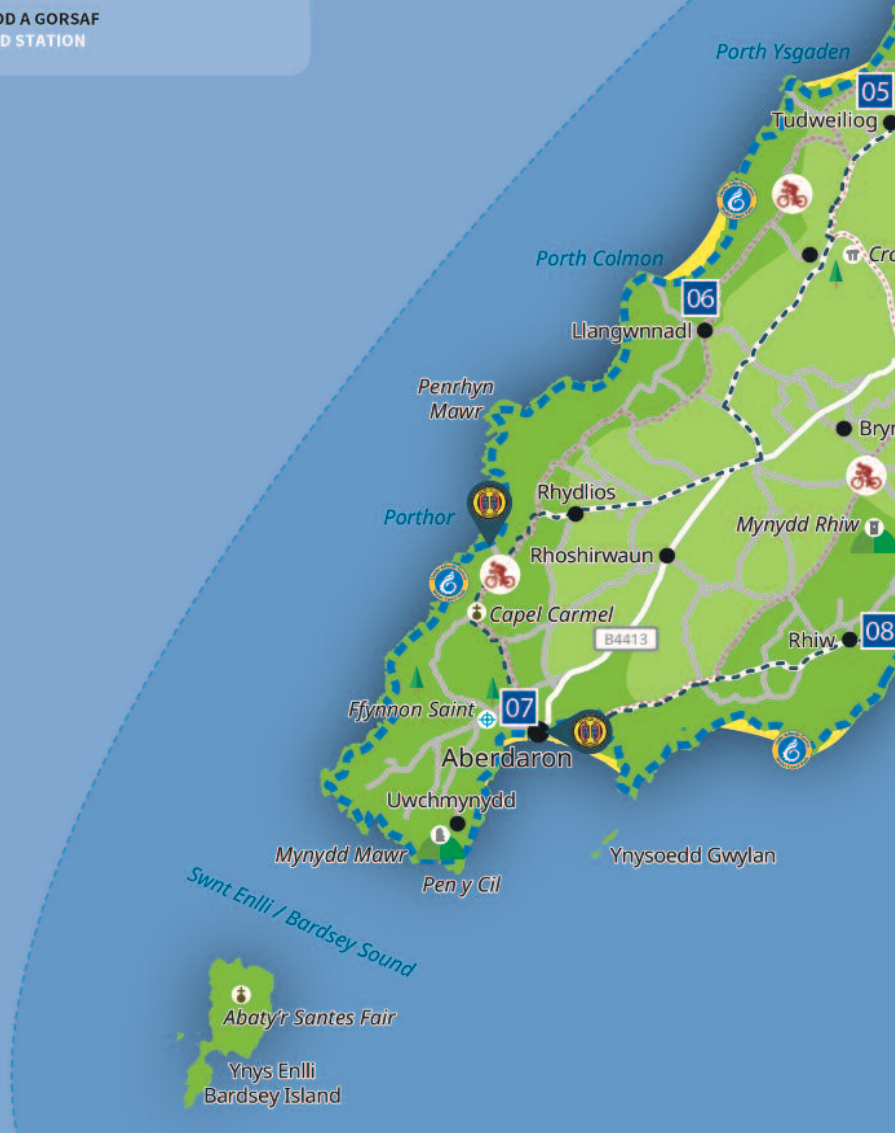 A GORSAF
STATION
Porth Ysgaden
05
Tudweiliog
Porth Colmon
06
Llangwnnadl
Penrhyn
Mawr
Rhydlios
Porthor
Mynydd Rhiw
Rhoshirwaun
Capel Carmel
B4413
Rhiw
08
Ffynnon Saint
07
Aberdaron
Uwchmynydd
Mynydd Mawr
Ynysoedd Gwylan
Pen y Cil
Swnt Enlli / Bardsey Sound
Abaty'r Santes Fair
Ynys Enlli
Bardsey Island